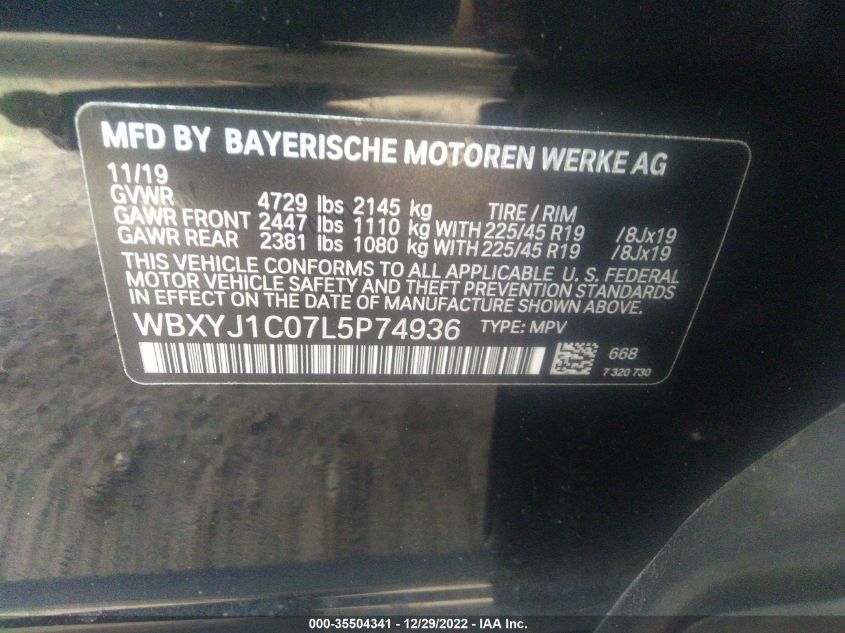 MFD BY BAYERISCHE MOTOREN WERKE AG
11/19
GVWR 4729 lbs 2145 kg TIRE / RIM
GAWR FRONT 2447 lbs 1110 kg WITH 225/45 R19 /8Jx19
GAWR REAR 2381 lbs 1080 kg WITH 225/45 R19 /8Jx19
THIS VEHICLE CONFORMS TO ALL APPLICABLE U. S. FEDERAL
MOTOR VEHICLE SAFETY AND THEFT PREVENTION STANDARDS
IN EFFECT ON THE DATE OF MANUFACTURE SHOWN ABOVE.
WBXYJ1C07L5P74936 TYPE: MPV
668
7 320 730
000-35504341 - 12/29/2022 - IAA Inc.